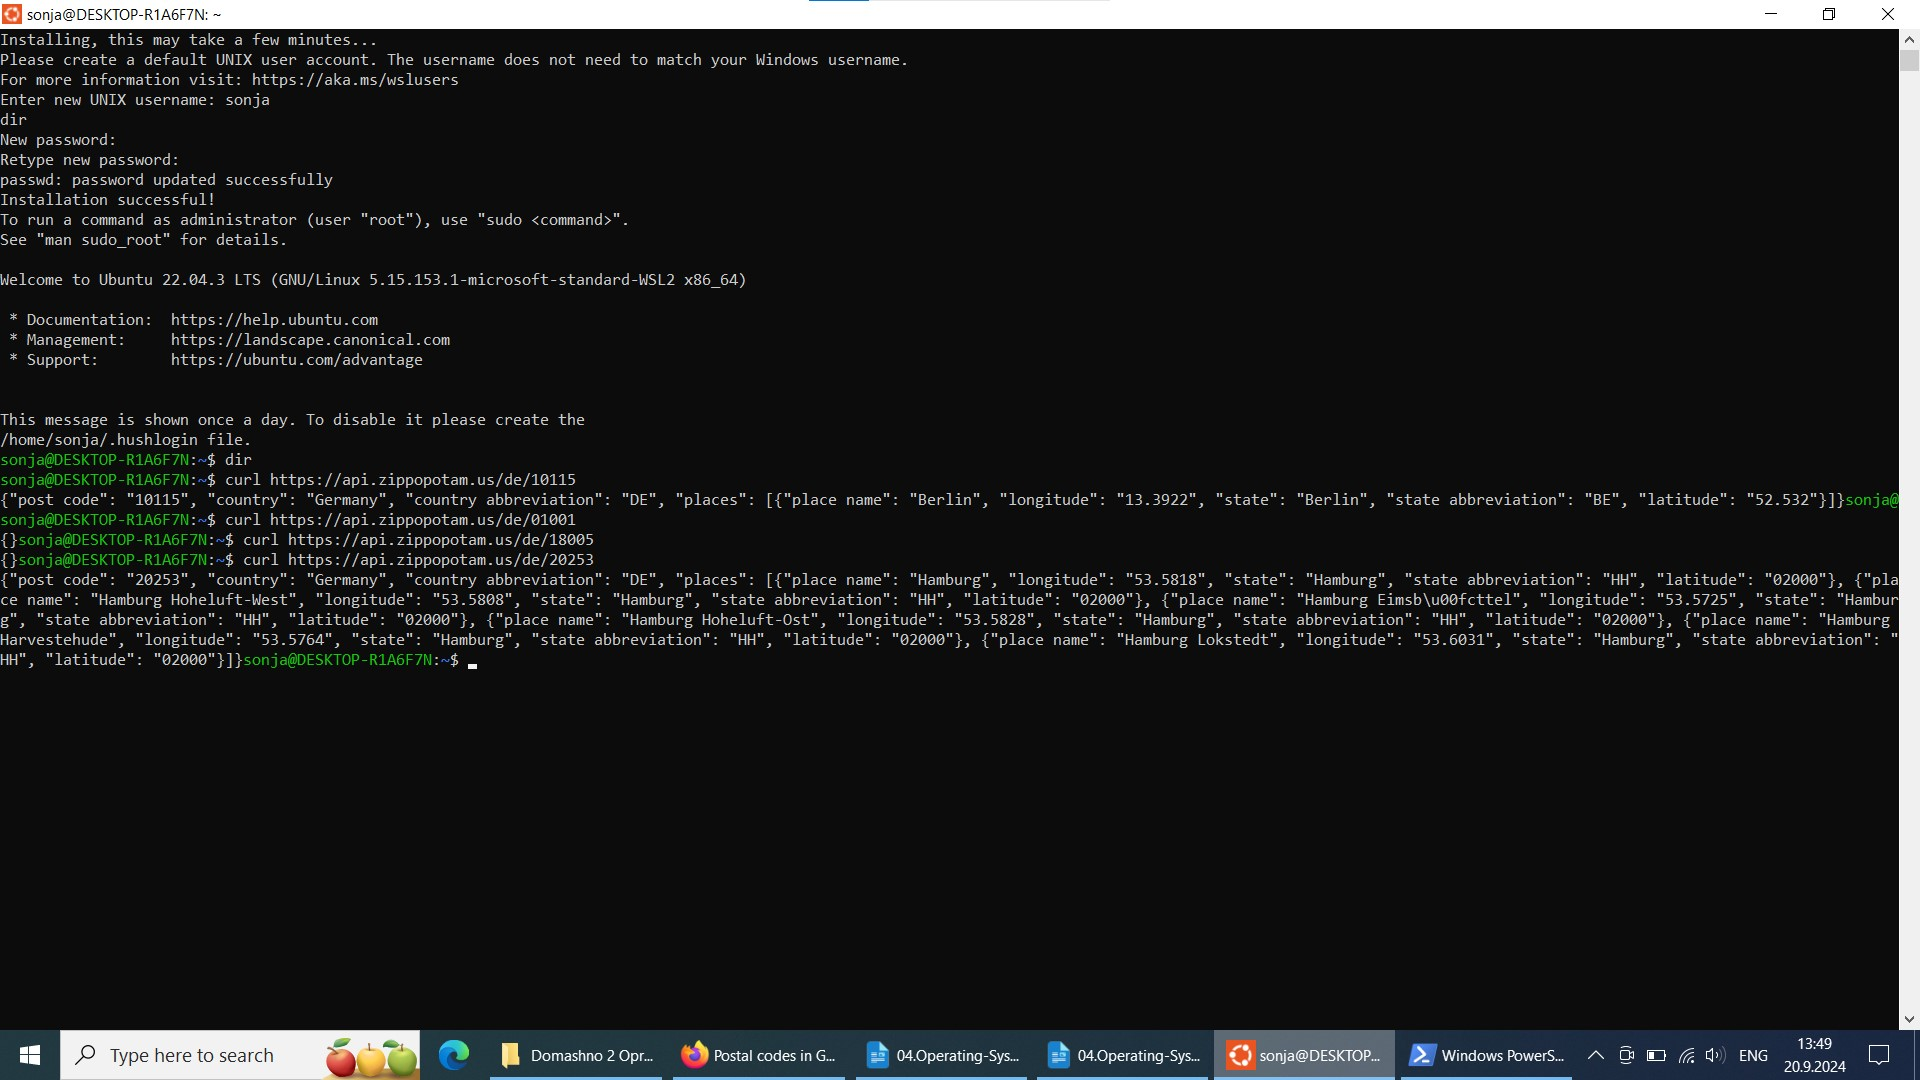 sonja@DESKTOP-R1A6F7N: ~
Installing, this may take a few minutes...
Please create a default UNIX user account. The username does not need to match your Windows username.
For more information visit: https://aka.ms/wslusers
Enter new UNIX username: sonja
dir
New password:
Retype new password:
passwd: password updated successfully
Installation successful!
To run a command as administrator (user "root"), use "sudo <command>".
See "man sudo_root" for details.
Welcome to Ubuntu 22.04.3 LTS (GNU/Linux 5.15.153.1-microsoft-standard-WSL2 x86_64)
* Documentation:  https://help.ubuntu.com
* Management:     https://landscape.canonical.com
* Support:        https://ubuntu.com/advantage
This message is shown once a day. To disable it please create the
/home/sonja/.hushlogin file.
sonja@DESKTOP-R1A6F7N:~$ dir
sonja@DESKTOP-R1A6F7N:~$ curl https://api.zippopotam.us/de/10115
{"post code": "10115", "country": "Germany", "country abbreviation": "DE", "places": [{"place name": "Berlin", "longitude": "13.3922", "state": "Berlin", "state abbreviation": "BE", "latitude": "52.532"}]}sonja@
sonja@DESKTOP-R1A6F7N:~$ curl https://api.zippopotam.us/de/01001
{}sonja@DESKTOP-R1A6F7N:~$ curl https://api.zippopotam.us/de/18005
{}sonja@DESKTOP-R1A6F7N:~$ curl https://api.zippopotam.us/de/20253
{"post code": "20253", "country": "Germany", "country abbreviation": "DE", "places": [{"place name": "Hamburg", "longitude": "53.5818", "state": "Hamburg", "state abbreviation": "HH", "latitude": "02000"}, {"pla
ce name": "Hamburg Hoheluft-West", "longitude": "53.5808", "state": "Hamburg", "state abbreviation": "HH", "latitude": "02000"}, {"place name": "Hamburg Eimsb\u00fcttel", "longitude": "53.5725", "state": "Hambur
g", "state abbreviation": "HH", "latitude": "02000"}, {"place name": "Hamburg Hoheluft-Ost", "longitude": "53.5828", "state": "Hamburg", "state abbreviation": "HH", "latitude": "02000"}, {"place name": "Hamburg
Harvestehude", "longitude": "53.5764", "state": "Hamburg", "state abbreviation": "HH", "latitude": "02000"}, {"place name": "Hamburg Lokstedt", "longitude": "53.6031", "state": "Hamburg", "state abbreviation": "
HH", "latitude": "02000"}]}sonja@DESKTOP-R1A6F7N:~$
Type here to search
Domashno 2 Opr...
Postal codes in G...
04.Operating-Sys...
04.Operating-Sys...
sonja@DESKTOP...
Windows PowerS...
ENG
13:49
20.9.2024